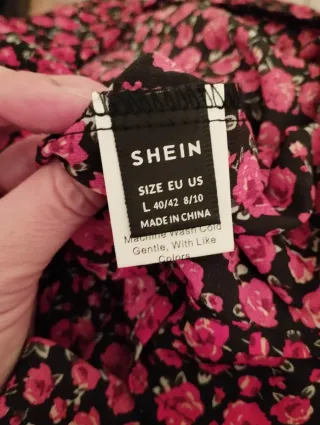 SHEIN
SIZE EU US
L 40/42 8/10
MADE IN CHINA
Machine Wash Cold
Gentle, With Like
Colors